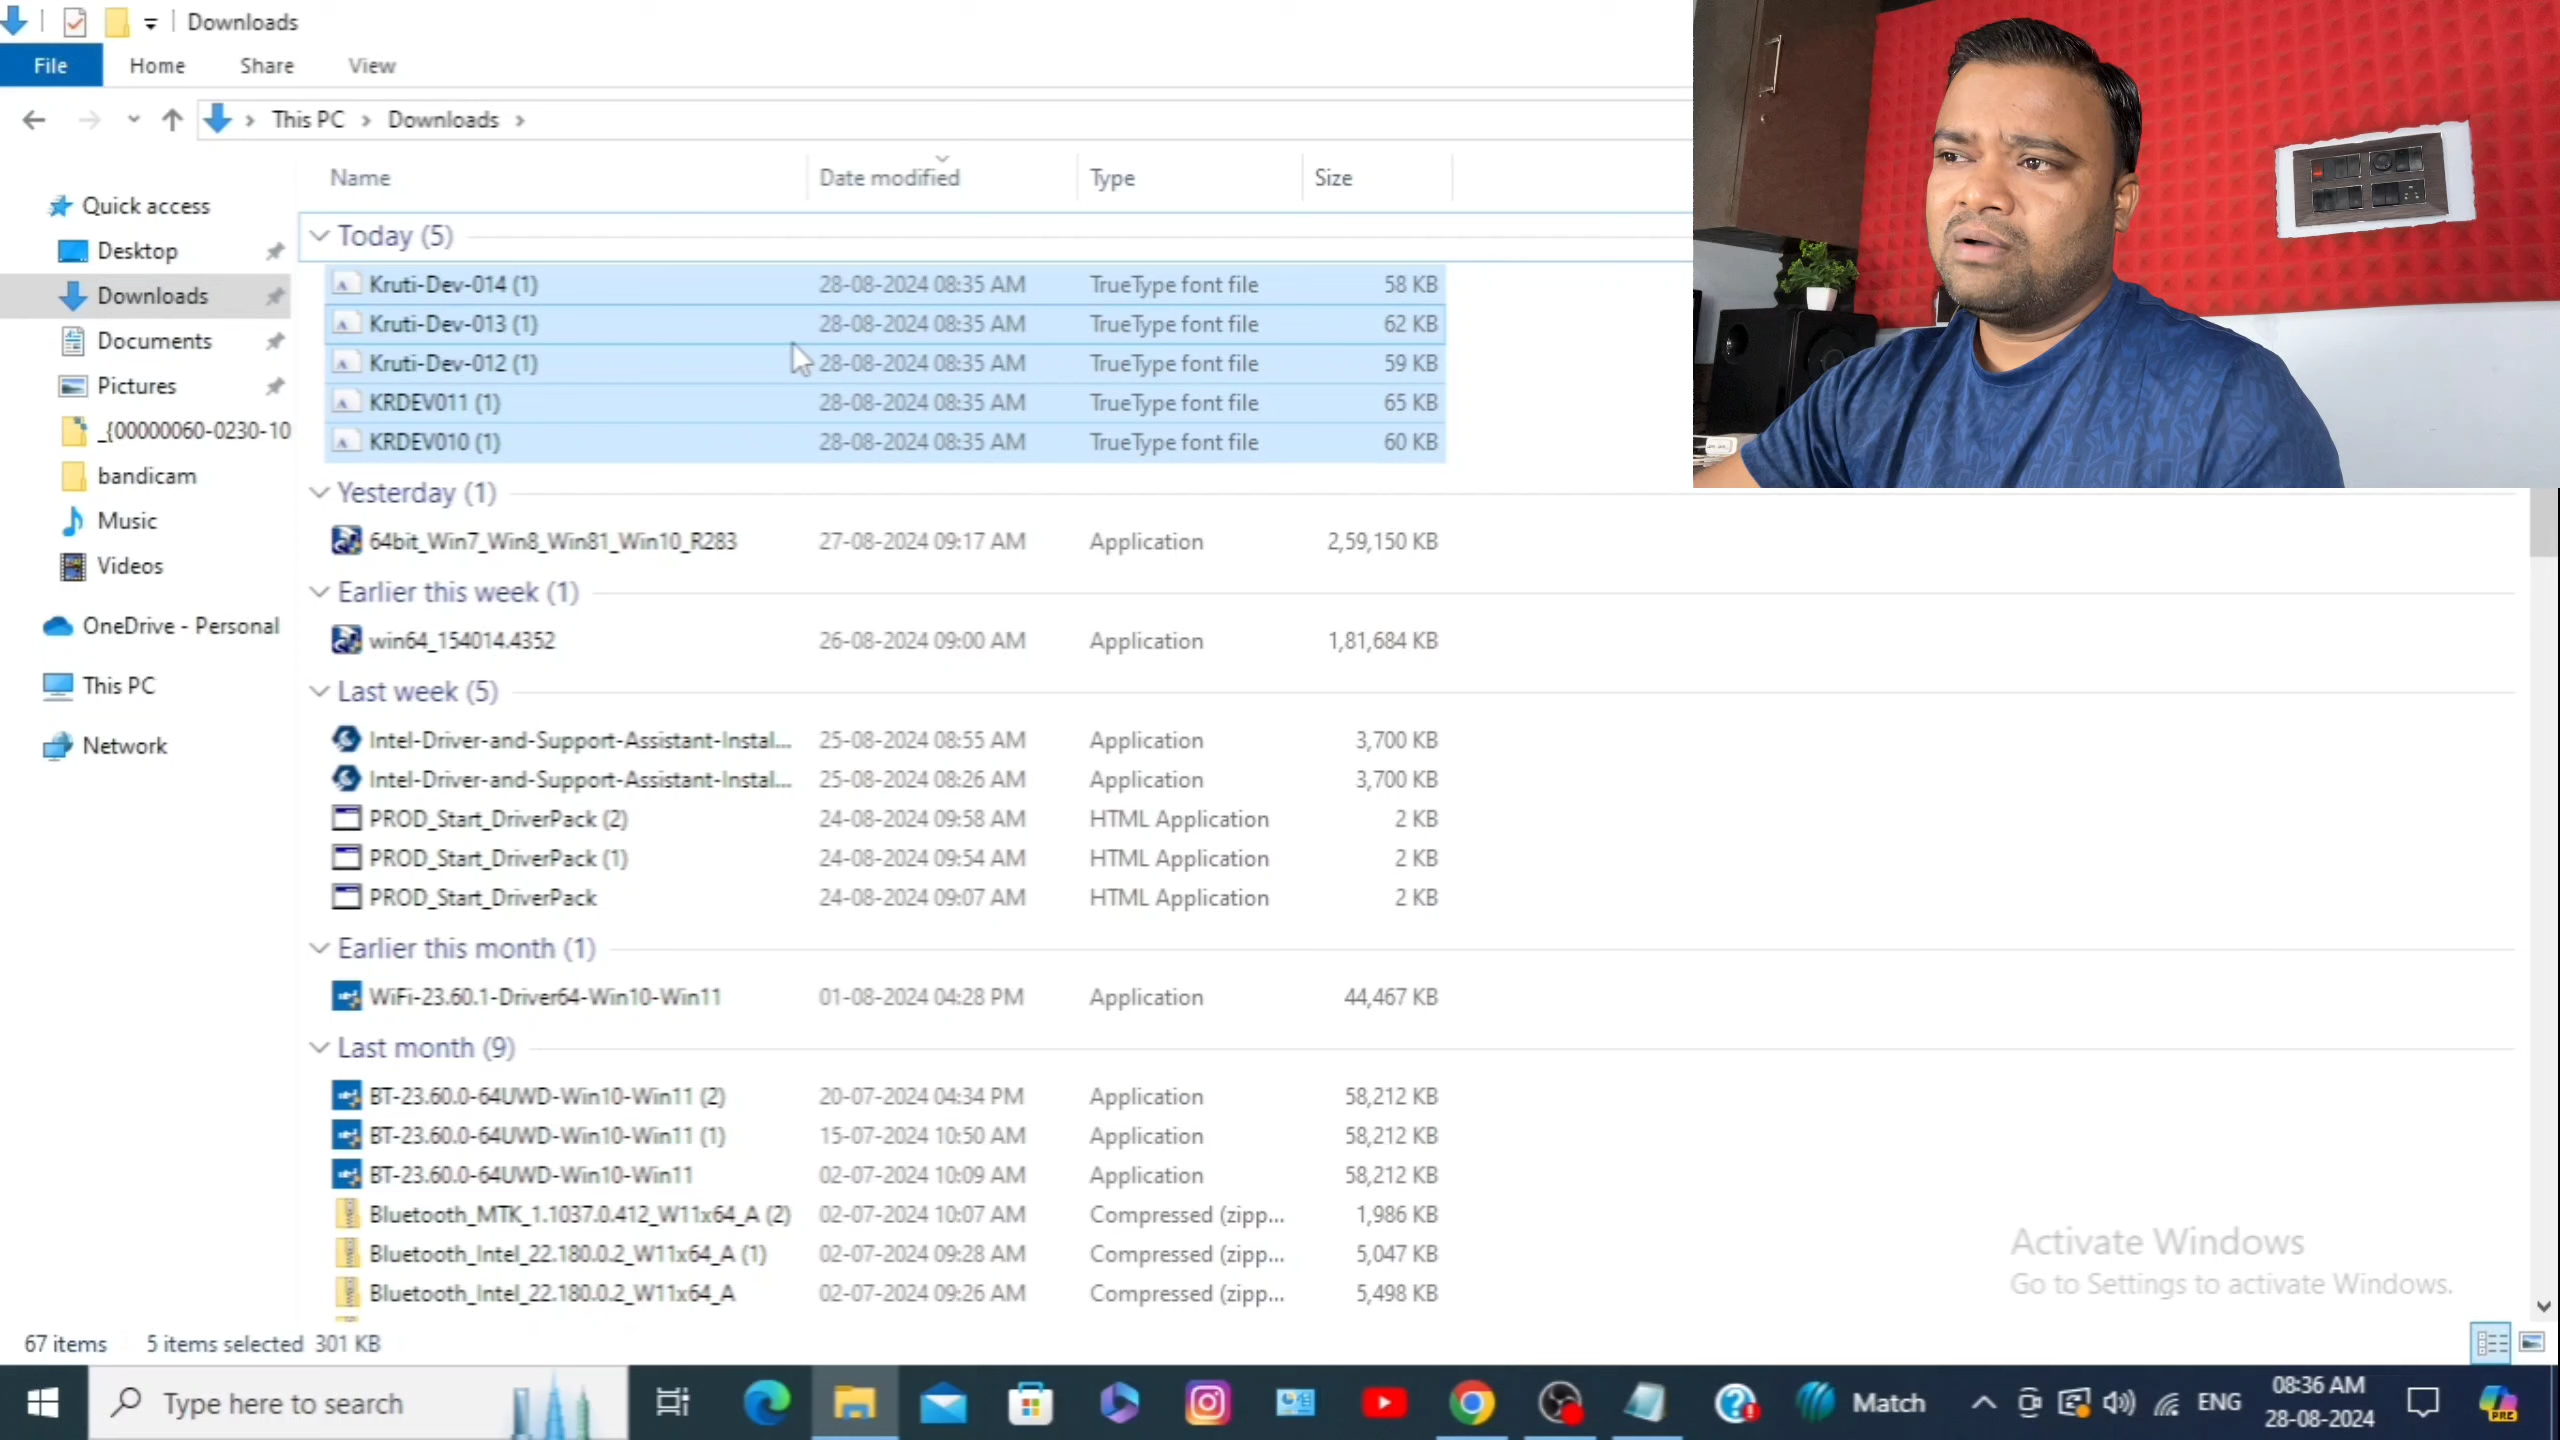 Downloads
File Home Share View
This PC > Downloads >
Name Date modified Type Size
Quick access
Desktop
Downloads
Documents
Pictures
_{00000060-0230-10
bandicam
Music
Videos
OneDrive - Personal
This PC
Network
Today (5)
Kruti-Dev-014 (1) 28-08-2024 08:35 AM TrueType font file 58 KB
Kruti-Dev-013 (1) 28-08-2024 08:35 AM TrueType font file 62 KB
Kruti-Dev-012 (1) 28-08-2024 08:35 AM TrueType font file 59 KB
KRDEV011 (1) 28-08-2024 08:35 AM TrueType font file 65 KB
KRDEV010 (1) 28-08-2024 08:35 AM TrueType font file 60 KB
Yesterday (1)
64bit_Win7_Win8_Win81_Win10_R283 27-08-2024 09:17 AM Application 2,59,150 KB
Earlier this week (1)
win64_154014.4352 26-08-2024 09:00 AM Application 1,81,684 KB
Last week (5)
Intel-Driver-and-Support-Assistant-Instal... 25-08-2024 08:55 AM Application 3,700 KB
Intel-Driver-and-Support-Assistant-Instal... 25-08-2024 08:26 AM Application 3,700 KB
PROD_Start_DriverPack (2) 24-08-2024 09:58 AM HTML Application 2 KB
PROD_Start_DriverPack (1) 24-08-2024 09:54 AM HTML Application 2 KB
PROD_Start_DriverPack 24-08-2024 09:07 AM HTML Application 2 KB
Earlier this month (1)
WiFi-23.60.1-Driver64-Win10-Win11 01-08-2024 04:28 PM Application 44,467 KB
Last month (9)
BT-23.60.0-64UWD-Win10-Win11 (2) 20-07-2024 04:34 PM Application 58,212 KB
BT-23.60.0-64UWD-Win10-Win11 (1) 15-07-2024 10:50 AM Application 58,212 KB
BT-23.60.0-64UWD-Win10-Win11 02-07-2024 10:09 AM Application 58,212 KB
Bluetooth_MTK_1.1037.0.412_W11x64_A (2) 02-07-2024 10:07 AM Compressed (zipp... 1,986 KB
Bluetooth_Intel_22.180.0.2_W11x64_A (1) 02-07-2024 09:28 AM Compressed (zipp... 5,047 KB
Bluetooth_Intel_22.180.0.2_W11x64_A 02-07-2024 09:26 AM Compressed (zipp... 5,498 KB
Activate Windows
Go to Settings to activate Windows.
67 items 5 items selected 301 KB
Type here to search Match ENG 08:36 AM
28-08-2024
PRE